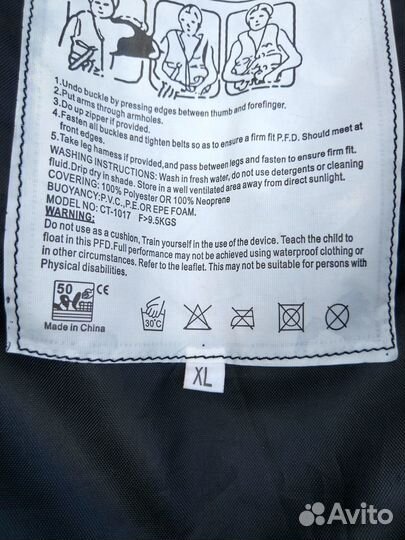 1.Undo buckle by pressing edges between thumb and forefinger.
2.Put arms through armholes.
3.Do up zipper if provided.
4.Fasten all buckles and tighten belts so as to ensure a firm fit P.F.D. Should meet at
front edges.
5.Take leg hamess if provided,and pass between legs and fasten to ensure firm fit.
WASHING INSTRUCTIONS: Wash in fresh water, do not use detergents or cleaning
fluid.Drip dry in shade. Store in a well ventilated area away from direct sunlight.
COVERING: 100% Polyester OR 100% Neoprene
BUOYANCY:P.V.C.,P.E.OR EPE FOAM.
MODEL NO: CT-1017 F>9.5KGS
WARNING:
Do not use as a cushion, Train yourself in the use of the device. Teach the child to
float in this PFD.Full performance may not be achieved using waterproof clothing or
in other circumstances. Refer to the leaflet. This may not be suitable for persons with
Physical disabilities.
50 CE
30°C
Made in China
XL
Avito